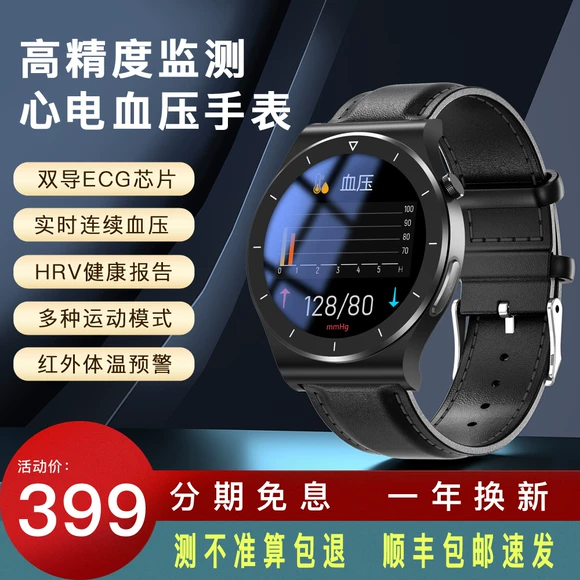 高精度监测
心电血压手表
双导ECG芯片
实时连续血压
HRV健康报告
多种运动模式
红外体温预警
血压
100
90
80
70
60
0 1 2 3 4 5 H
128/80
mmHg
活动价:
399
分期免息 一年换新
测不准算包退 顺丰包邮速发